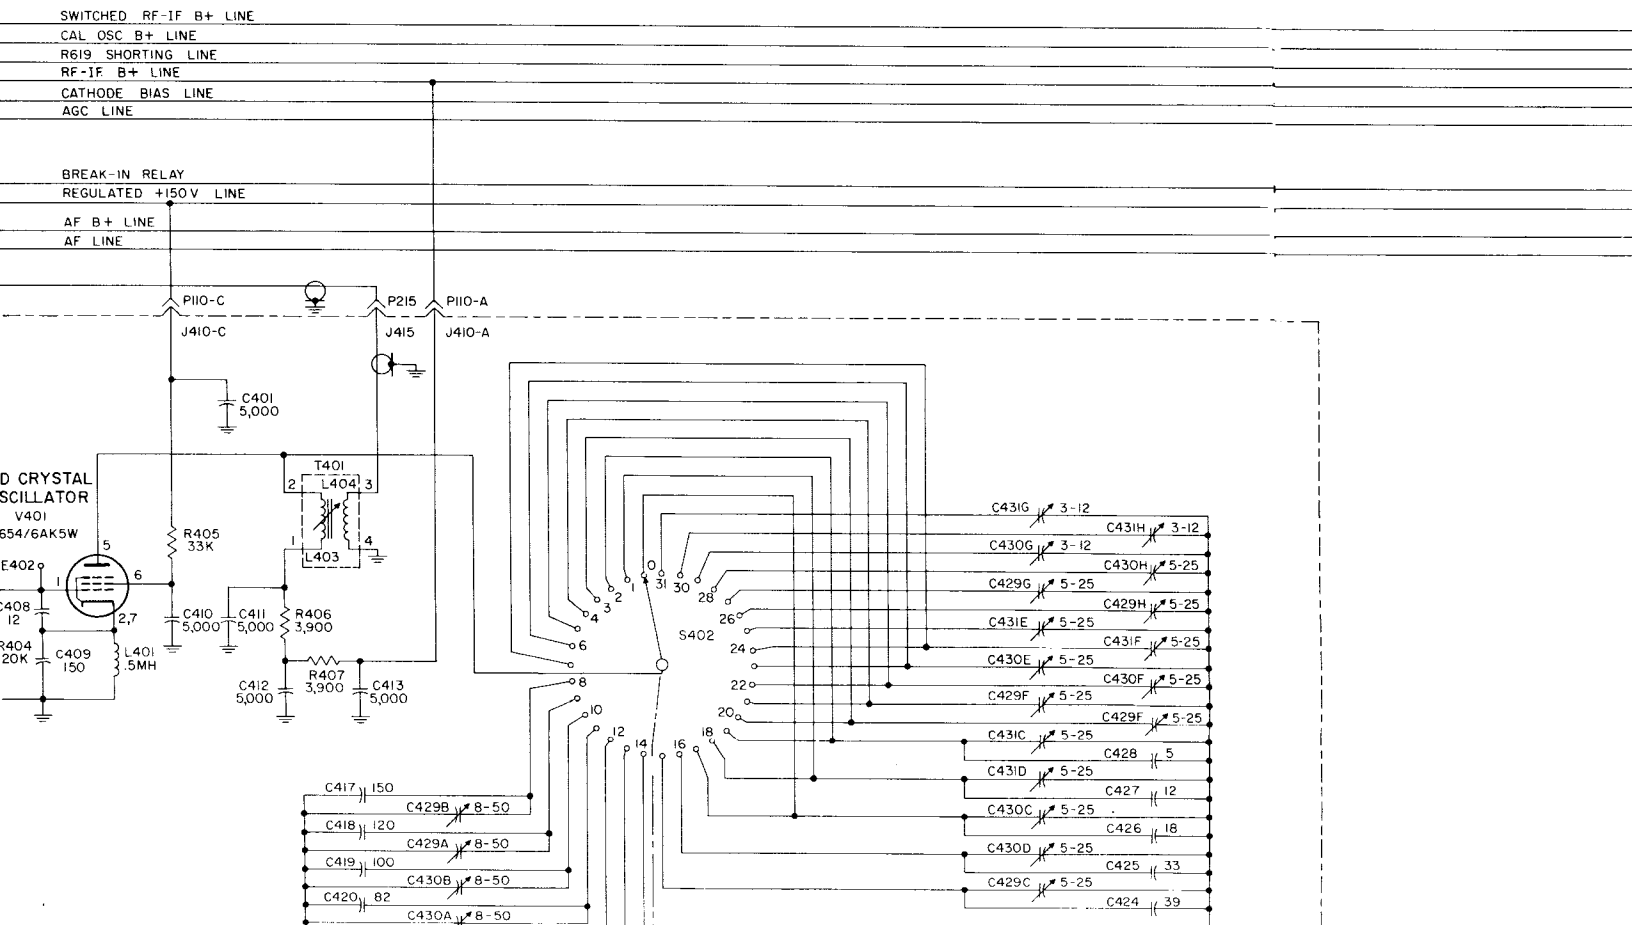 SWITCHED RF-IF B+ LINE
CAL OSC B+ LINE
R619 SHORTING LINE
RF-IF B+ LINE
CATHODE BIAS LINE
AGC LINE
BREAK-IN RELAY
REGULATED +150V LINE
AF B+ LINE
AF LINE
P110-C
P215
P110-A
J410-C
J415
J410-A
C401
5,000
T401
2
L404
3
D CRYSTAL
SCILLATOR
V401
654/6AK5W
R405
33K
5
1
4
L403
E402
1
6
2,7
C408
12
C410
5,000
C411
5,000
R406
3,900
R404
20K
C409
150
L401
.5MH
R407
3,900
C412
5,000
C413
5,000
0
1
2
3
4
6
8
10
12
14
16
18
20
22
24
26
28
30
31
S402
C431G 3-12
C431H 3-12
C430G 3-12
C430H 5-25
C429G 5-25
C429H 5-25
C431E 5-25
C431F 5-25
C430E 5-25
C430F 5-25
C429F 5-25
C429F 5-25
C431C 5-25
C428 5
C431D 5-25
C427 12
C430C 5-25
C426 18
C430D 5-25
C425 33
C429C 5-25
C424 39
C417 150
C429B 8-50
C418 120
C429A 8-50
C419 100
C430B 8-50
C420 82
C430A 8-50